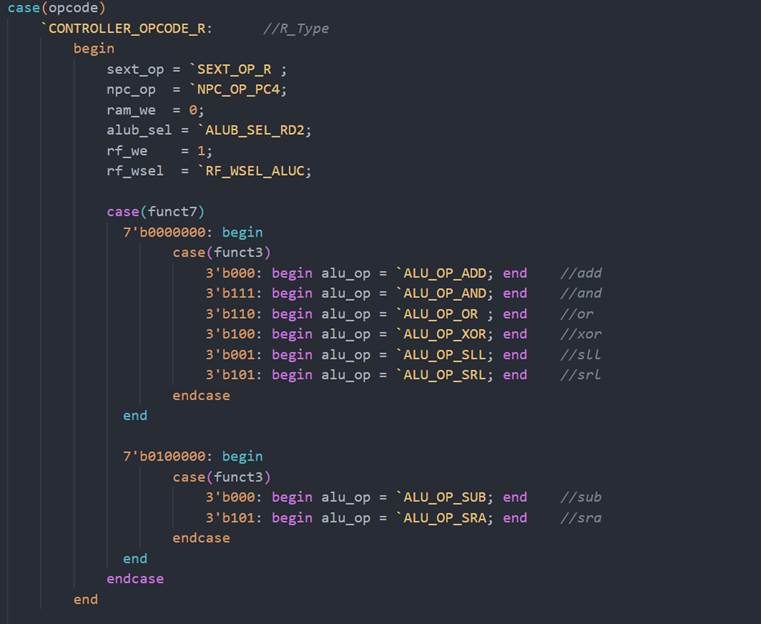 case(opcode)
    `CONTROLLER_OPCODE_R:      //R_Type
        begin
            sext_op = `SEXT_OP_R ;
            npc_op  = `NPC_OP_PC4;
            ram_we  = 0;
            alub_sel = `ALUB_SEL_RD2;
            rf_we    = 1;
            rf_wsel  = `RF_WSEL_ALUC;

            case(funct7)
              7'b0000000: begin
                    case(funct3)
                        3'b000: begin alu_op = `ALU_OP_ADD; end    //add
                        3'b111: begin alu_op = `ALU_OP_AND; end    //and
                        3'b110: begin alu_op = `ALU_OP_OR ; end    //or
                        3'b100: begin alu_op = `ALU_OP_XOR; end    //xor
                        3'b001: begin alu_op = `ALU_OP_SLL; end    //sll
                        3'b101: begin alu_op = `ALU_OP_SRL; end    //srl
                    endcase
              end

              7'b0100000: begin
                    case(funct3)
                        3'b000: begin alu_op = `ALU_OP_SUB; end    //sub
                        3'b101: begin alu_op = `ALU_OP_SRA; end    //sra
                    endcase
              end
            endcase
        end